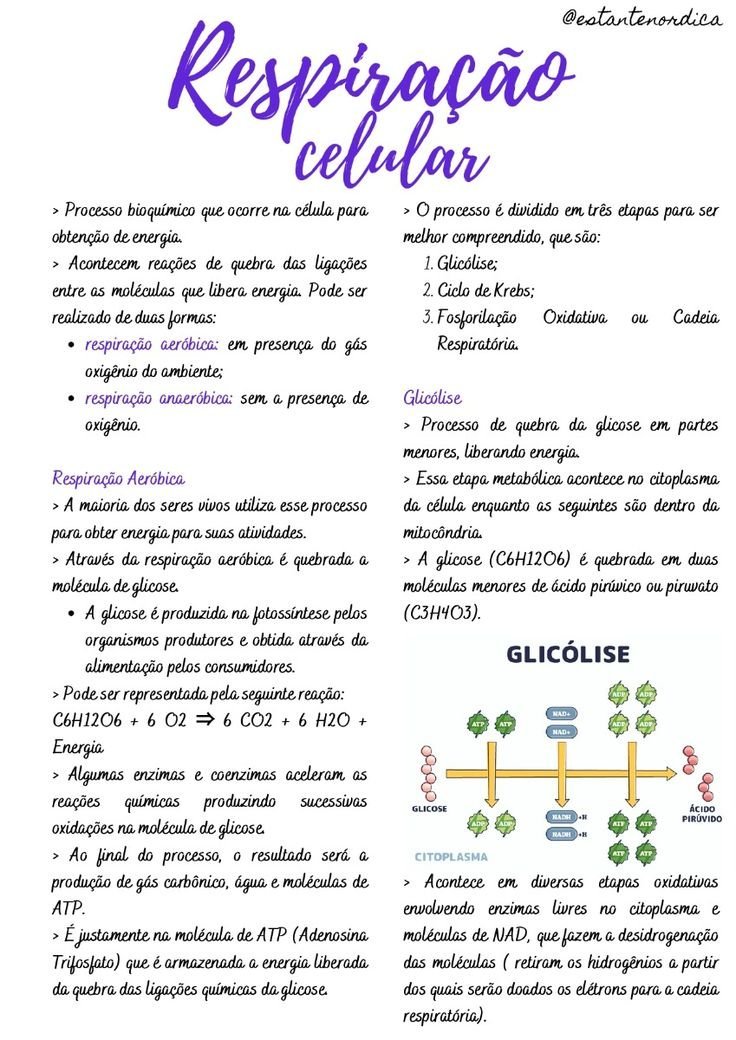 @estantenordica
Respiração
celular
> Processo bioquímico que ocorre na célula para
obtenção de energia.
> Acontecem reações de quebra das ligações
entre as moléculas que libera energia. Pode ser
realizado de duas formas:
• respiração aeróbica: em presença do gás
oxigênio do ambiente;
• respiração anaeróbica: sem a presença de
oxigênio.
Respiração Aeróbica
> A maioria dos seres vivos utiliza esse processo
para obter energia para suas atividades.
> Através da respiração aeróbica é quebrada a
molécula de glicose.
• A glicose é produzida na fotossíntese pelos
organismos produtores e obtida através da
alimentação pelos consumidores.
> Pode ser representada pela seguinte reação:
C6H12O6 + 6 O2 ⇒ 6 CO2 + 6 H2O +
Energia
> Algumas enzimas e coenzimas aceleram as
reações químicas produzindo sucessivas
oxidações na molécula de glicose.
> Ao final do processo, o resultado será a
produção de gás carbônico, água e moléculas de
ATP.
> É justamente na molécula de ATP (Adenosina
Trifosfato) que é armazenada a energia liberada
da quebra das ligações químicas da glicose.
> O processo é dividido em três etapas para ser
melhor compreendido, que são:
1. Glicólise;
2. Ciclo de Krebs;
3. Fosforilação Oxidativa ou Cadeia
Respiratória.
Glicólise
> Processo de quebra da glicose em partes
menores, liberando energia.
> Essa etapa metabólica acontece no citoplasma
da célula enquanto as seguintes são dentro da
mitocôndria.
> A glicose (C6H12O6) é quebrada em duas
moléculas menores de ácido pirúvico ou piruvato
(C3H4O3).
GLICÓLISE
ADP ADP
ATP ATP NAD+ ADP ADP
NAD+
GLICOSE ÁCIDO
PIRÚVIDO
ADP ADP NADH +H ATP ATP
NADH +H
CITOPLASMA ATP ATP
> Acontece em diversas etapas oxidativas
envolvendo enzimas livres no citoplasma e
moléculas de NAD, que fazem a desidrogenação
das moléculas ( retiram os hidrogênios a partir
dos quais serão doados os elétrons para a cadeia
respiratória).